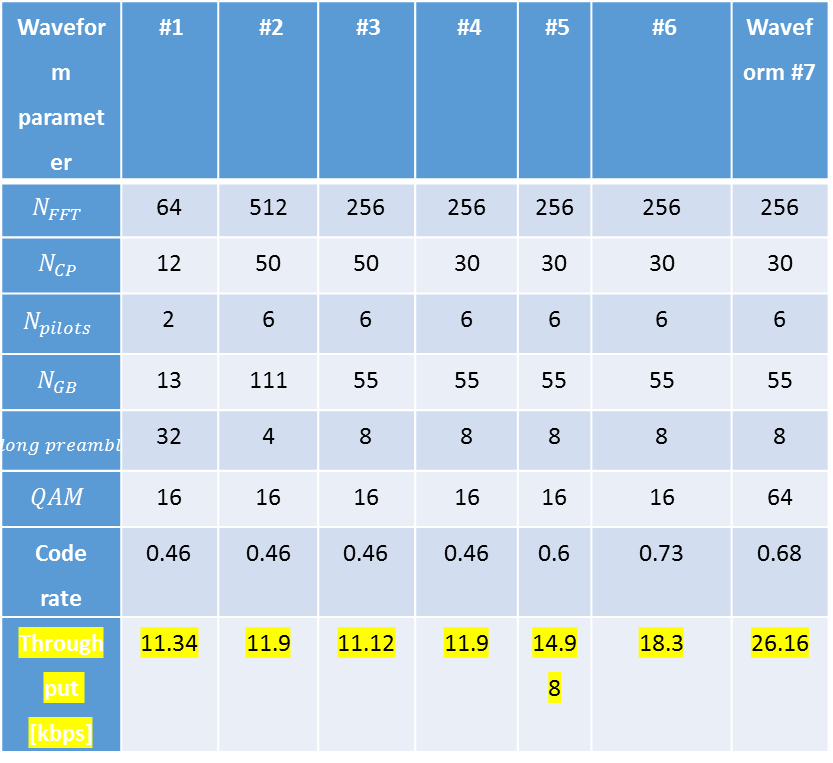 Wavefor #1 #2 #3 #4 #5 #6 Wavef
m orm #7
paramet
er
N_FFT 64 512 256 256 256 256 256
N_CP 12 50 50 30 30 30 30
N_pilots 2 6 6 6 6 6 6
N_GB 13 111 55 55 55 55 55
long preambl 32 4 8 8 8 8 8
QAM 16 16 16 16 16 16 64
Code 0.46 0.46 0.46 0.46 0.6 0.73 0.68
rate
Through 11.34 11.9 11.12 11.9 14.9 18.3 26.16
put 8
[kbps]